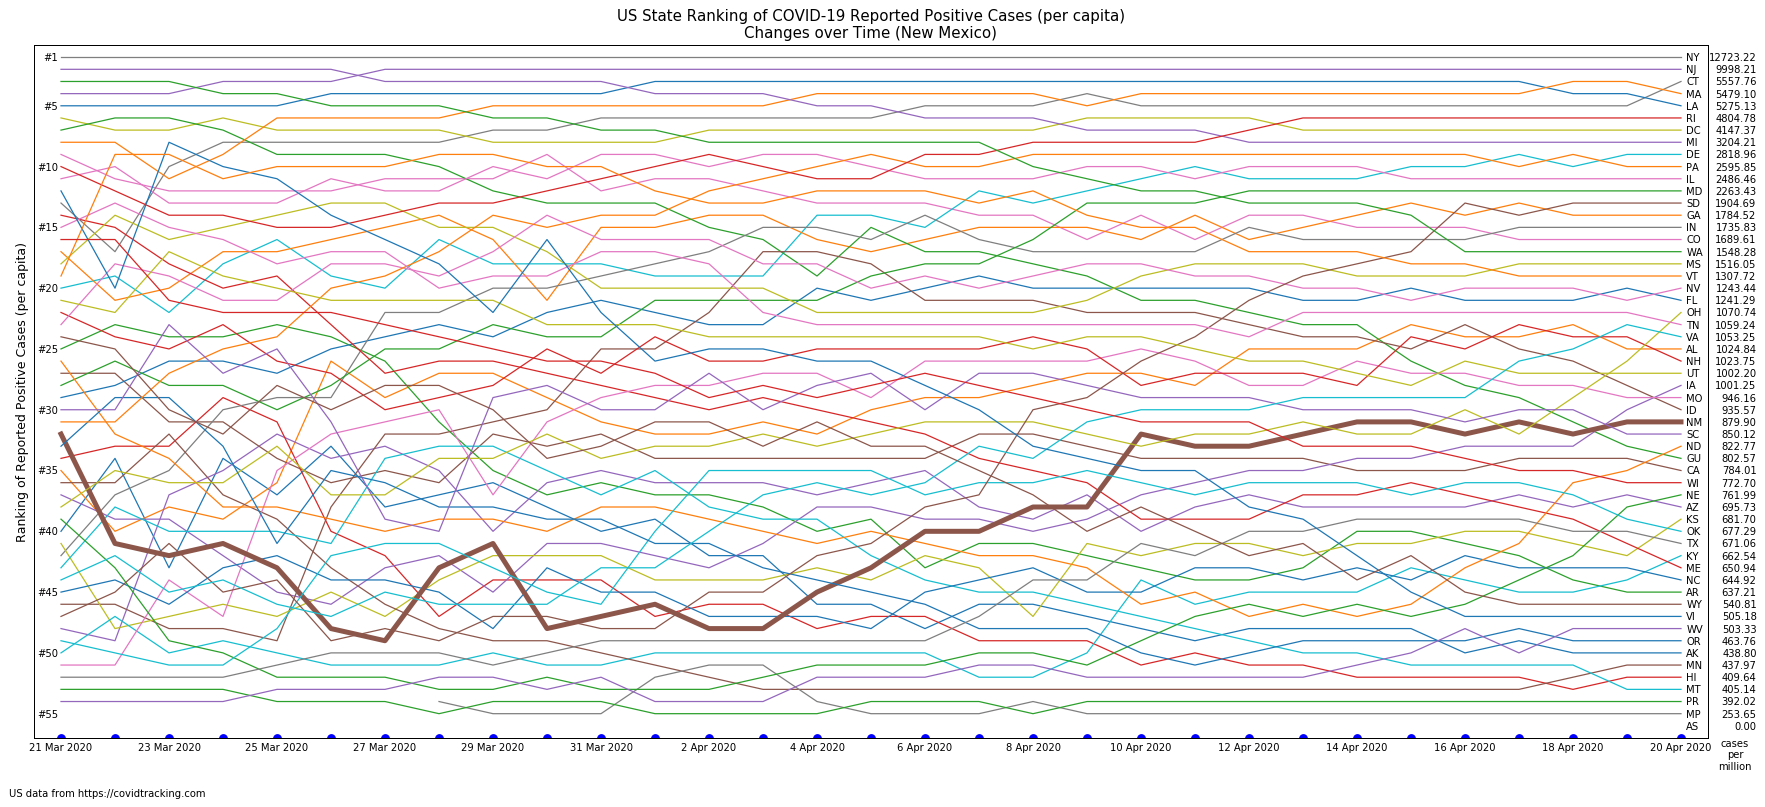 US State Ranking of COVID-19 Reported Positive Cases (per capita)
Changes over Time (New Mexico)
Ranking of Reported Positive Cases (per capita)
#1
#5
#10
#15
#20
#25
#30
#35
#40
#45
#50
#55
NY 12723.22
NJ 9998.21
CT 5557.76
MA 5479.10
LA 5275.13
RI 4804.78
DC 4147.37
MI 3204.21
DE 2818.96
PA 2595.85
IL 2486.46
MD 2263.43
SD 1904.69
GA 1784.52
IN 1735.83
CO 1689.61
WA 1548.28
MS 1516.05
VT 1307.72
NV 1243.44
FL 1241.29
OH 1070.74
TN 1059.24
VA 1053.25
AL 1024.84
NH 1023.75
UT 1002.20
IA 1001.25
MO 946.16
ID 935.57
NM 879.90
SC 850.12
ND 822.77
GU 802.57
CA 784.01
WI 772.70
NE 761.99
AZ 695.73
KS 681.70
OK 677.29
TX 671.06
KY 662.54
ME 650.94
NC 644.92
AR 637.21
WY 540.81
VI 505.18
WV 503.33
OR 463.76
AK 438.80
MN 437.97
HI 409.64
MT 405.14
PR 392.02
MP 253.65
AS 0.00
21 Mar 2020 23 Mar 2020 25 Mar 2020 27 Mar 2020 29 Mar 2020 31 Mar 2020 2 Apr 2020 4 Apr 2020 6 Apr 2020 8 Apr 2020 10 Apr 2020 12 Apr 2020 14 Apr 2020 16 Apr 2020 18 Apr 2020 20 Apr 2020
cases
per
million
US data from https://covidtracking.com